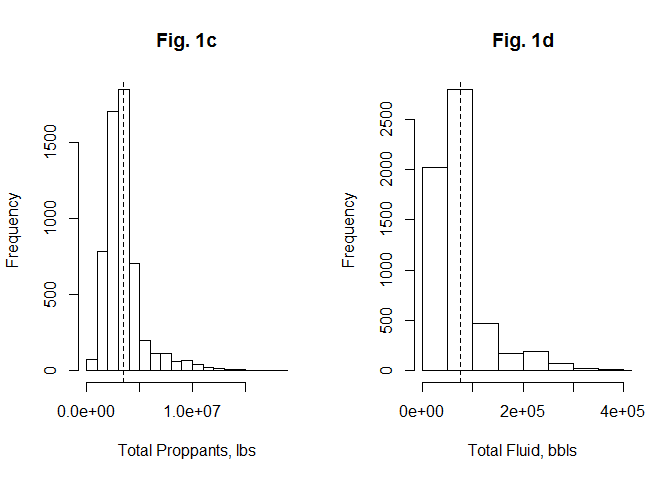 Fig. 1c
Frequency
0
500
1000
1500
0.0e+00
1.0e+07
Total Proppants, lbs
Fig. 1d
Frequency
0
500
1000
1500
2000
2500
0e+00
2e+05
4e+05
Total Fluid, bbls